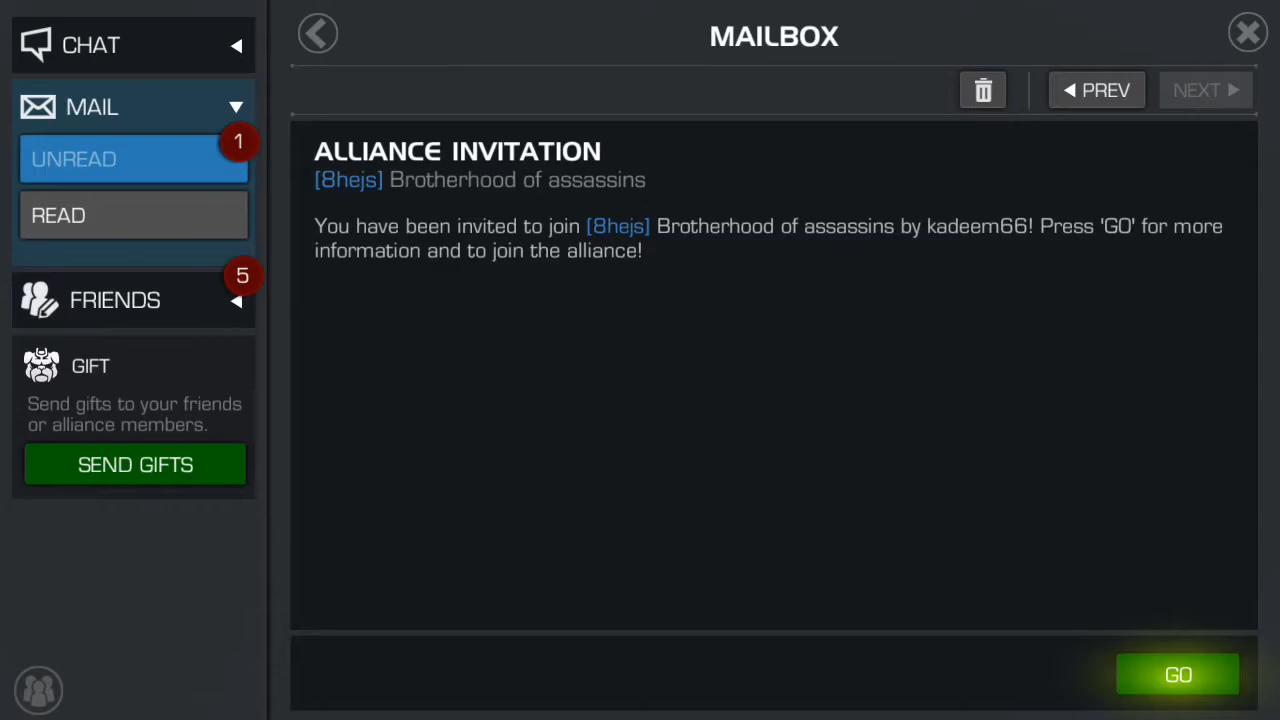 CHAT
MAIL
UNREAD
1
READ
FRIENDS
5
GIFT
Send gifts to your friends
or alliance members.
SEND GIFTS
MAILBOX
PREV
NEXT
ALLIANCE INVITATION
[8hejs] Brotherhood of assassins
You have been invited to join [8hejs] Brotherhood of assassins by kadeem66! Press 'GO' for more
information and to join the alliance!
GO